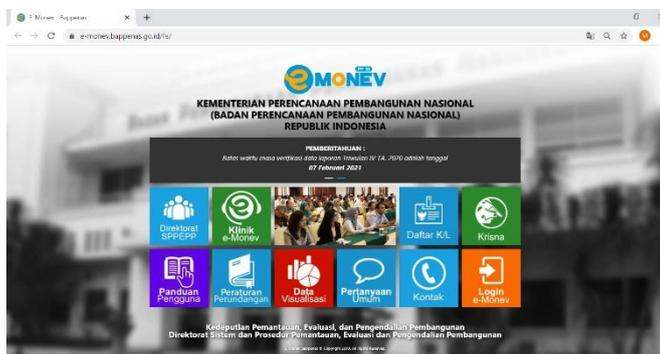 E-Monev Bappenas
e-monev.bappenas.go.id/fe/
eMONEV
KEMENTERIAN PERENCANAAN PEMBANGUNAN NASIONAL
(BADAN PERENCANAAN PEMBANGUNAN NASIONAL)
REPUBLIK INDONESIA
PEMBERITAHUAN :
Batas waktu masa verifikasi data laporan Triwulan IV TA. 2020 adalah tanggal
07 Februari 2021
Direktorat
SPPEPP
Klinik
e-Monev
Daftar K/L
Krisna
Panduan
Pengguna
Peraturan
Perundangan
Data
Visualisasi
Pertanyaan
Umum
Kontak
Login
e-Monev
Kedeputian Pemantauan, Evaluasi, dan Pengendalian Pembangunan
Direktorat Sistem dan Prosedur Pemantauan, Evaluasi dan Pengendalian Pembangunan